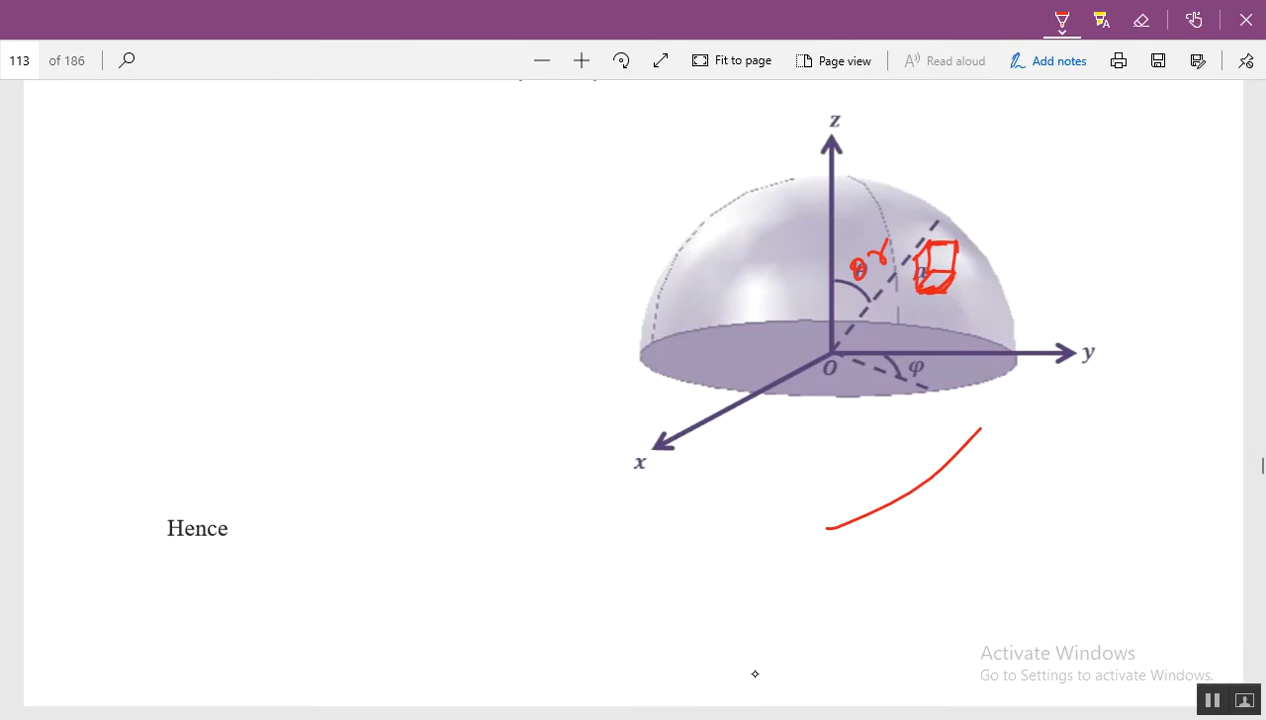 113 of 186 Fit to page Page view Read aloud Add notes
z
θ r
a
O
φ
y
x
Hence
Activate Windows
Go to Settings to activate Windows.